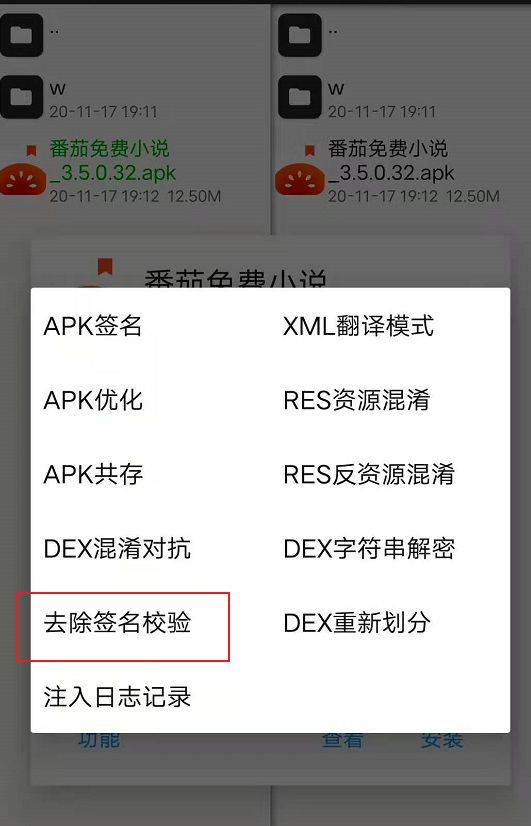 ..
w
20-11-17 19:11
番茄免费小说
_3.5.0.32.apk
20-11-17 19:12 12.50M
..
w
20-11-17 19:11
番茄免费小说
_3.5.0.32.apk
20-11-17 19:12 12.50M
番茄免费小说
APK签名
XML翻译模式
APK优化
RES资源混淆
APK共存
RES反资源混淆
DEX混淆对抗
DEX字符串解密
去除签名校验
DEX重新划分
注入日志记录
功能
查看
安装